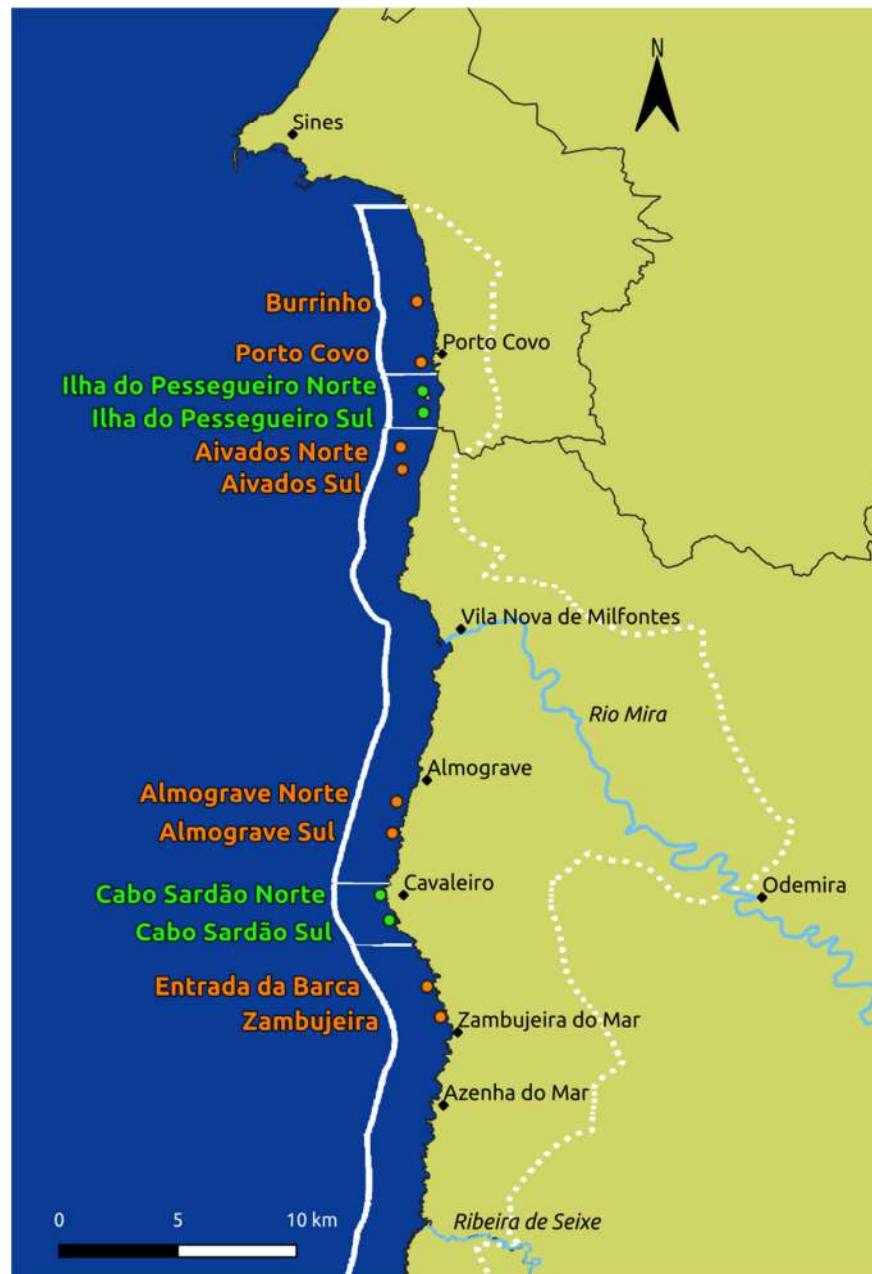 N
Sines
Burrinho
Porto Covo
Porto Covo
Ilha do Pessegueiro Norte
Ilha do Pessegueiro Sul
Aivados Norte
Aivados Sul
Vila Nova de Milfontes
Rio Mira
Almograve
Almograve Norte
Almograve Sul
Cabo Sardão Norte
Cavaleiro
Odemira
Cabo Sardão Sul
Entrada da Barca
Zambujeira
Zambujeira do Mar
Azenha do Mar
0 5 10 km
Ribeira de Seixe